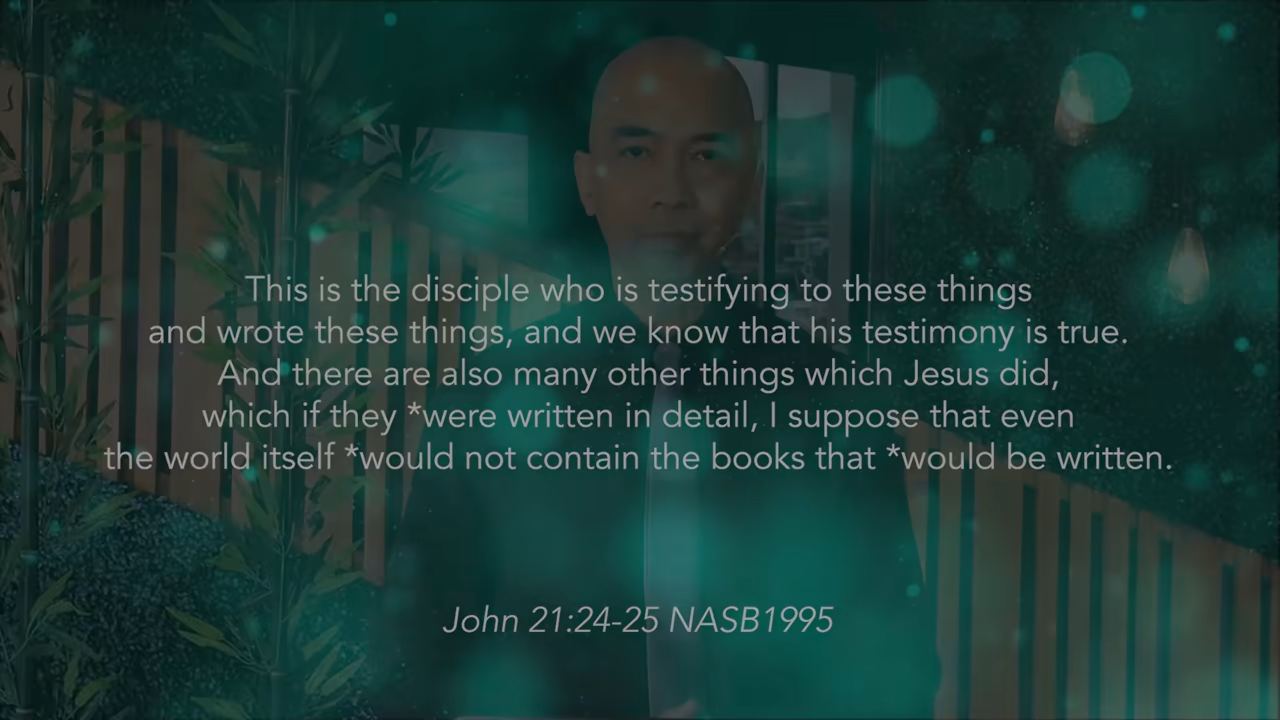 This is the disciple who is testifying to these things
and wrote these things, and we know that his testimony is true.
And there are also many other things which Jesus did,
which if they *were written in detail, I suppose that even
the world itself *would not contain the books that *would be written.
John 21:24-25 NASB1995